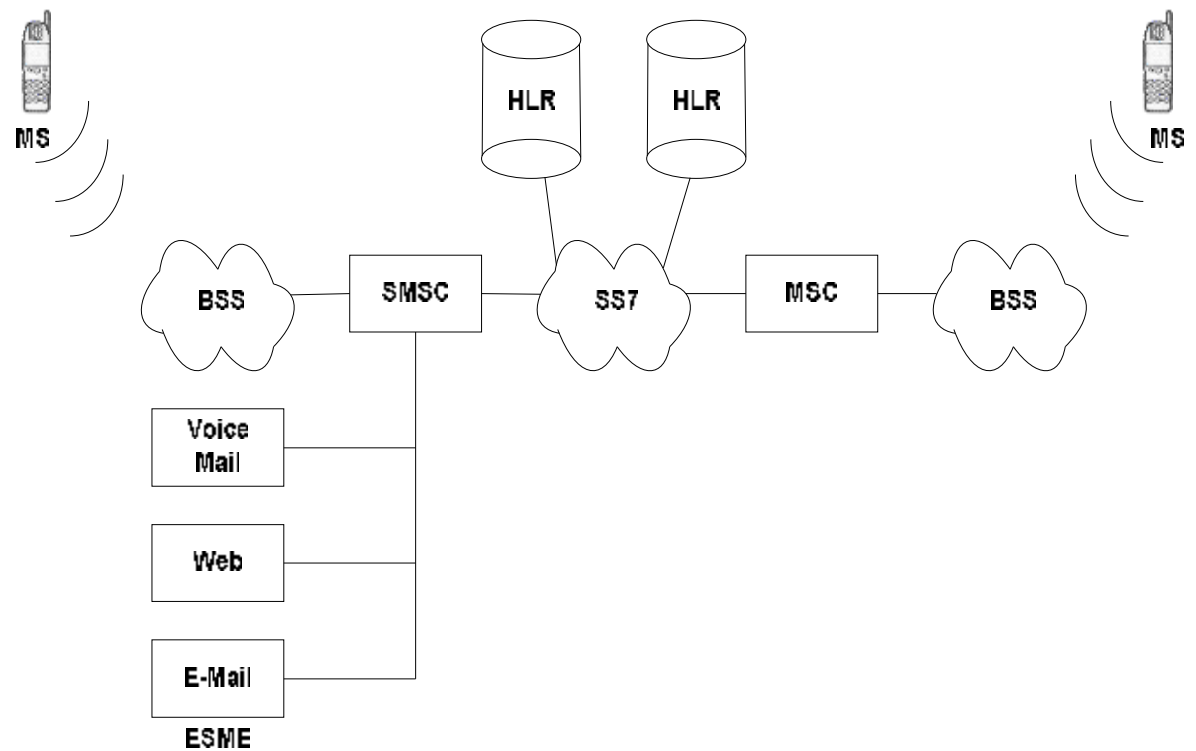 HLR
HLR
MS
MS
BSS
SMSC
SS7
MSC
BSS
Voice
Mail
Web
E-Mail
ESME